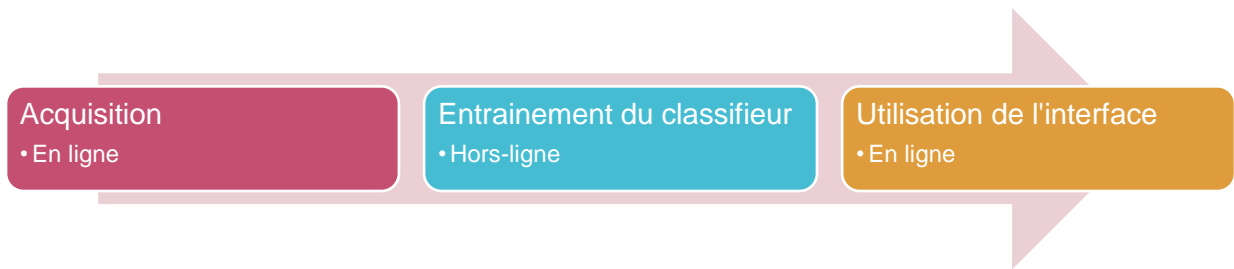 Acquisition
• En ligne
Entrainement du classifieur
• Hors-ligne
Utilisation de l'interface
• En ligne